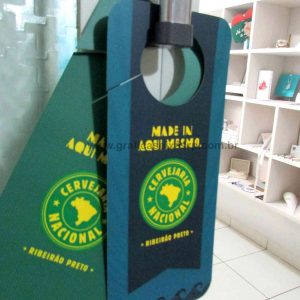 MADE IN
AQUI MESMO.
CERVEJARIA
NACIONAL
• RIBEIRÃO PRETO •
MADE IN
AQUI MESMO.
CERVEJARIA
NACIONAL
• RIBEIRÃO PRETO •